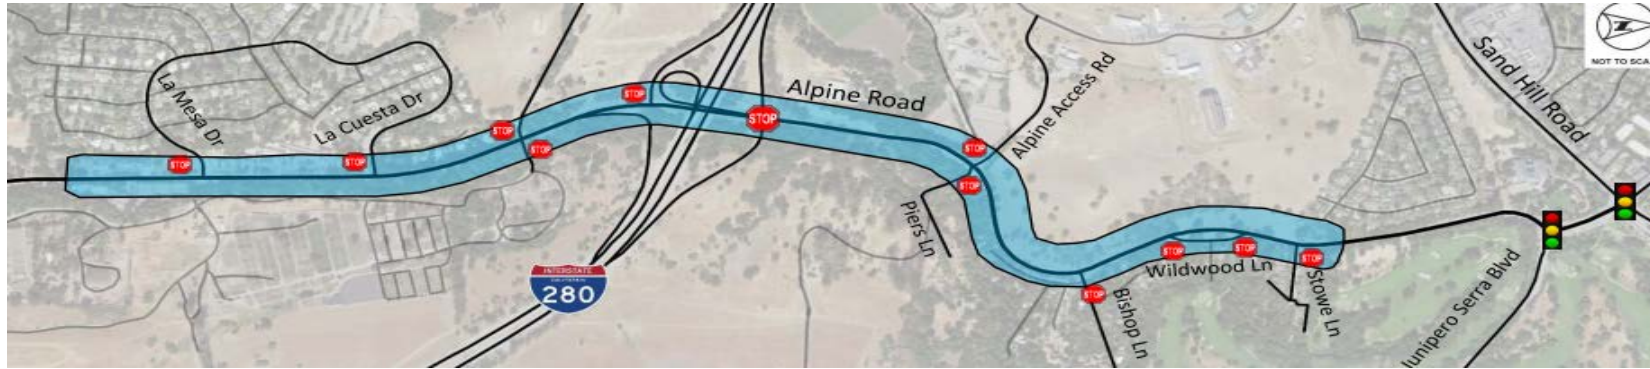 NOT TO SCA
Sand Hill Road
La Mesa Dr
La Cuesta Dr
Alpine Road
Alpine Access Rd
STOP
STOP
STOP
STOP
STOP
STOP
STOP
STOP
STOP
STOP
STOP
STOP
Piers Ln
INTERSTATE
CALIFORNIA
280
Wildwood Ln
Bishop Ln
Stowe Ln
Junipero Serra Blvd